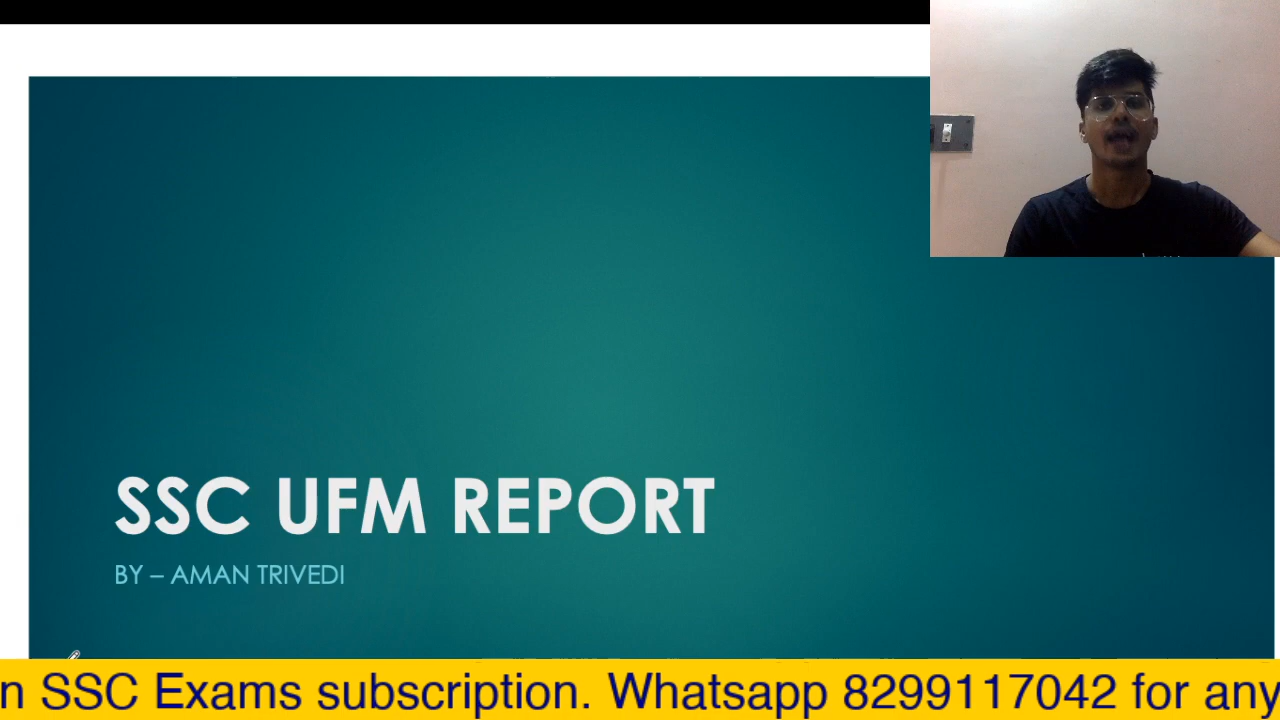 SSC UFM REPORT
BY – AMAN TRIVEDI
n SSC Exams subscription. Whatsapp 8299117042 for any